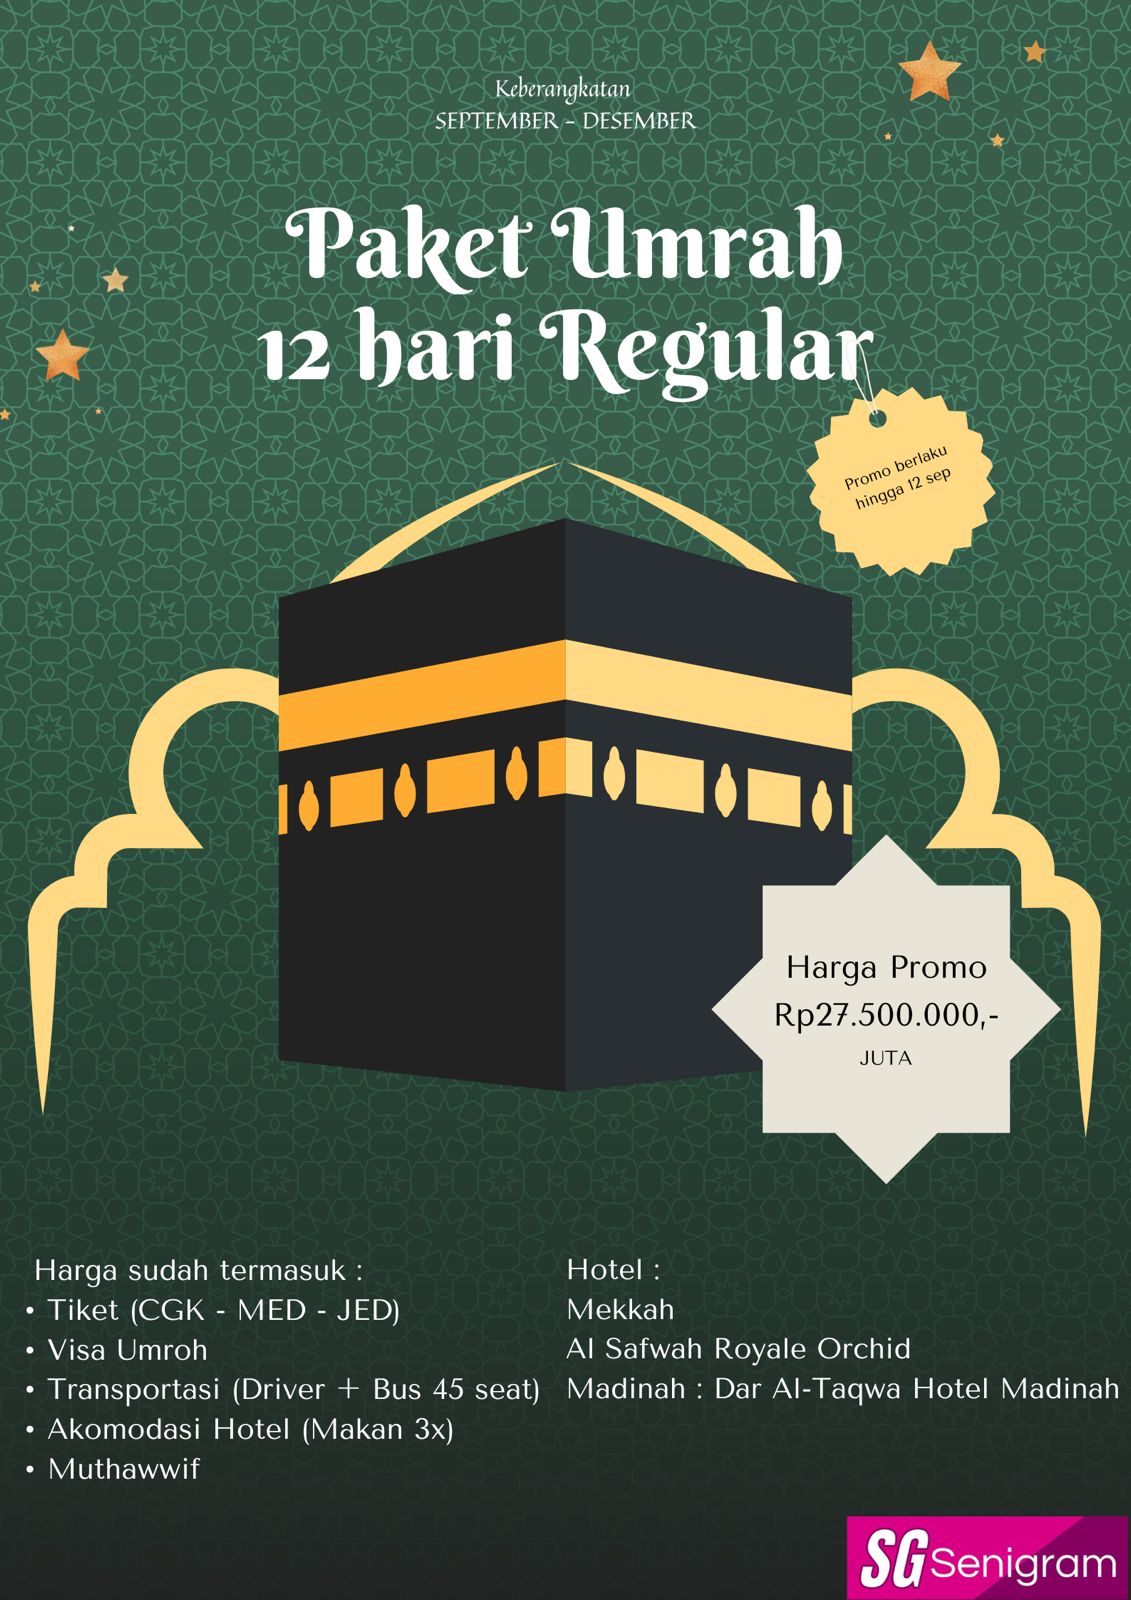 Keberangkatan
SEPTEMBER – DESEMBER
Paket Umrah
12 hari Regular
Promo berlaku
hingga 12 sep
Harga Promo
Rp27.500.000,-
JUTA
Harga sudah termasuk :
• Tiket (CGK - MED - JED)
• Visa Umroh
• Transportasi (Driver + Bus 45 seat)
• Akomodasi Hotel (Makan 3x)
• Muthawwif
Hotel :
Mekkah
Al Safwah Royale Orchid
Madinah : Dar Al-Taqwa Hotel Madinah
SG Senigram